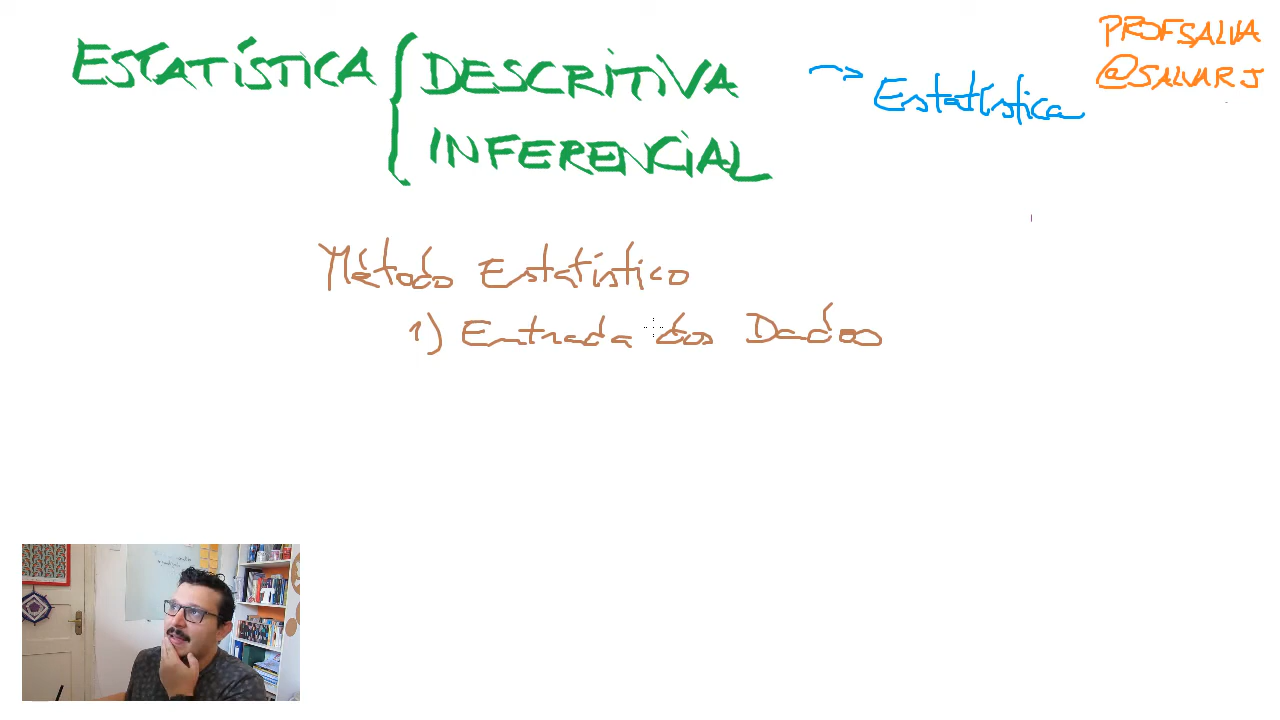 ESTATÍSTICA { DESCRITIVA
INFERENCIAL
→ Estatística
PROFSALVA
@SALVARJ
Método Estatístico
1) Entrada dos Dados